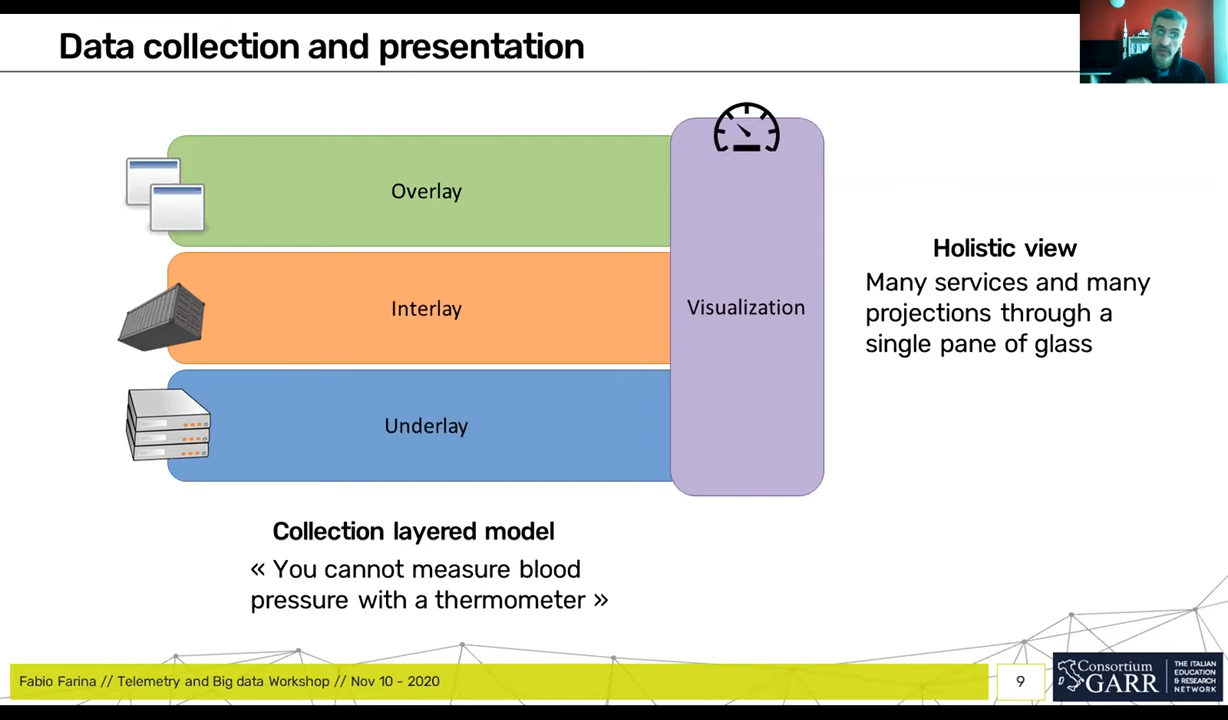 Data collection and presentation
Overlay
Interlay
Underlay
Visualization
Holistic view
Many services and many
projections through a
single pane of glass
Collection layered model
« You cannot measure blood
pressure with a thermometer »
Fabio Farina // Telemetry and Big data Workshop // Nov 10 - 2020
9
Consortium
GARR
THE ITALIAN
EDUCATION
& RESEARCH
NETWORK